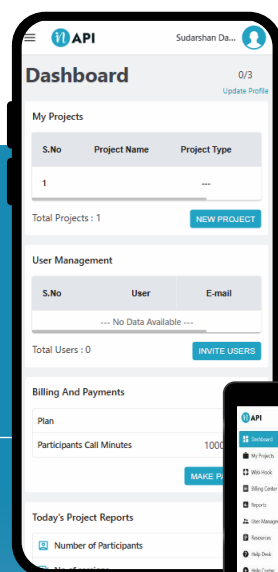 API
Sudarshan Da...
Dashboard
0/3
Update Profile
My Projects
S.No Project Name Project Type
1 ---
Total Projects : 1 NEW PROJECT
User Management
S.No User E-mail
--- No Data Available ---
Total Users : 0 INVITE USERS
Billing And Payments
Plan
Participants Call Minutes 1000
MAKE PA
Today's Project Reports
Number of Participants
API
Dashboard
My Projects
Web Hook
Billing Center
Reports
User Manage
Resources
Help Desk
Help Center